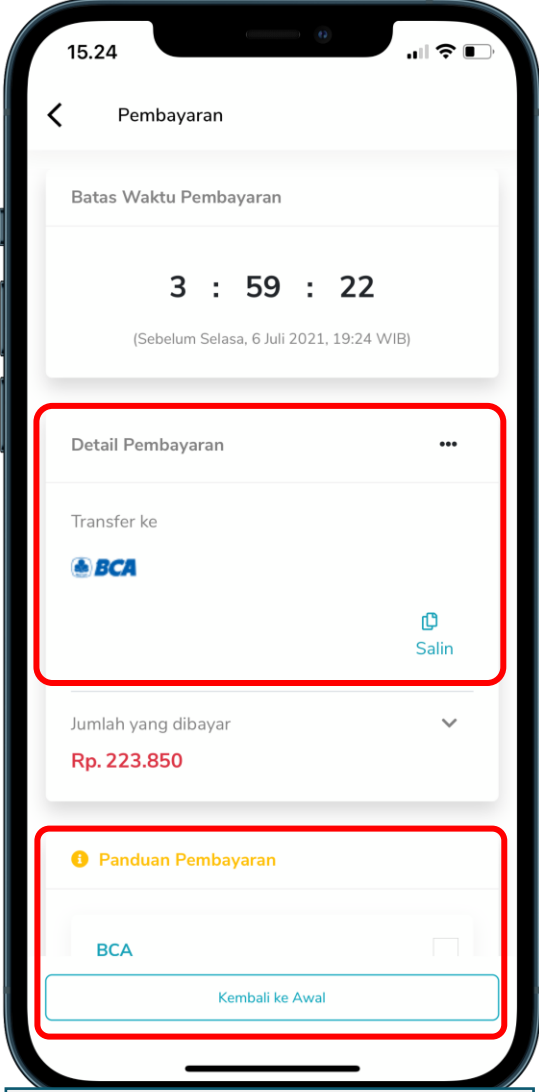 15.24
Pembayaran
Batas Waktu Pembayaran
3 : 59 : 22
(Sebelum Selasa, 6 Juli 2021, 19:24 WIB)
Detail Pembayaran
Transfer ke
BCA
Salin
Jumlah yang dibayar
Rp. 223.850
Panduan Pembayaran
BCA
Kembali ke Awal